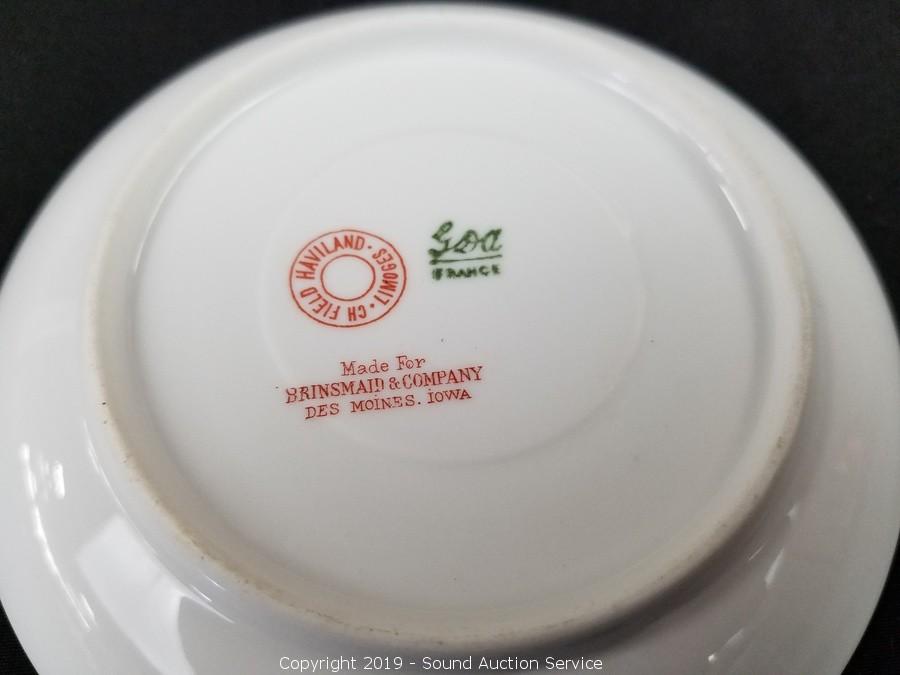 HAVILAND · LIMOGES · CH FIELD
GDA
FRANCE
Made For
BRINSMAID & COMPANY
DES MOINES. IOWA
Copyright 2019 - Sound Auction Service